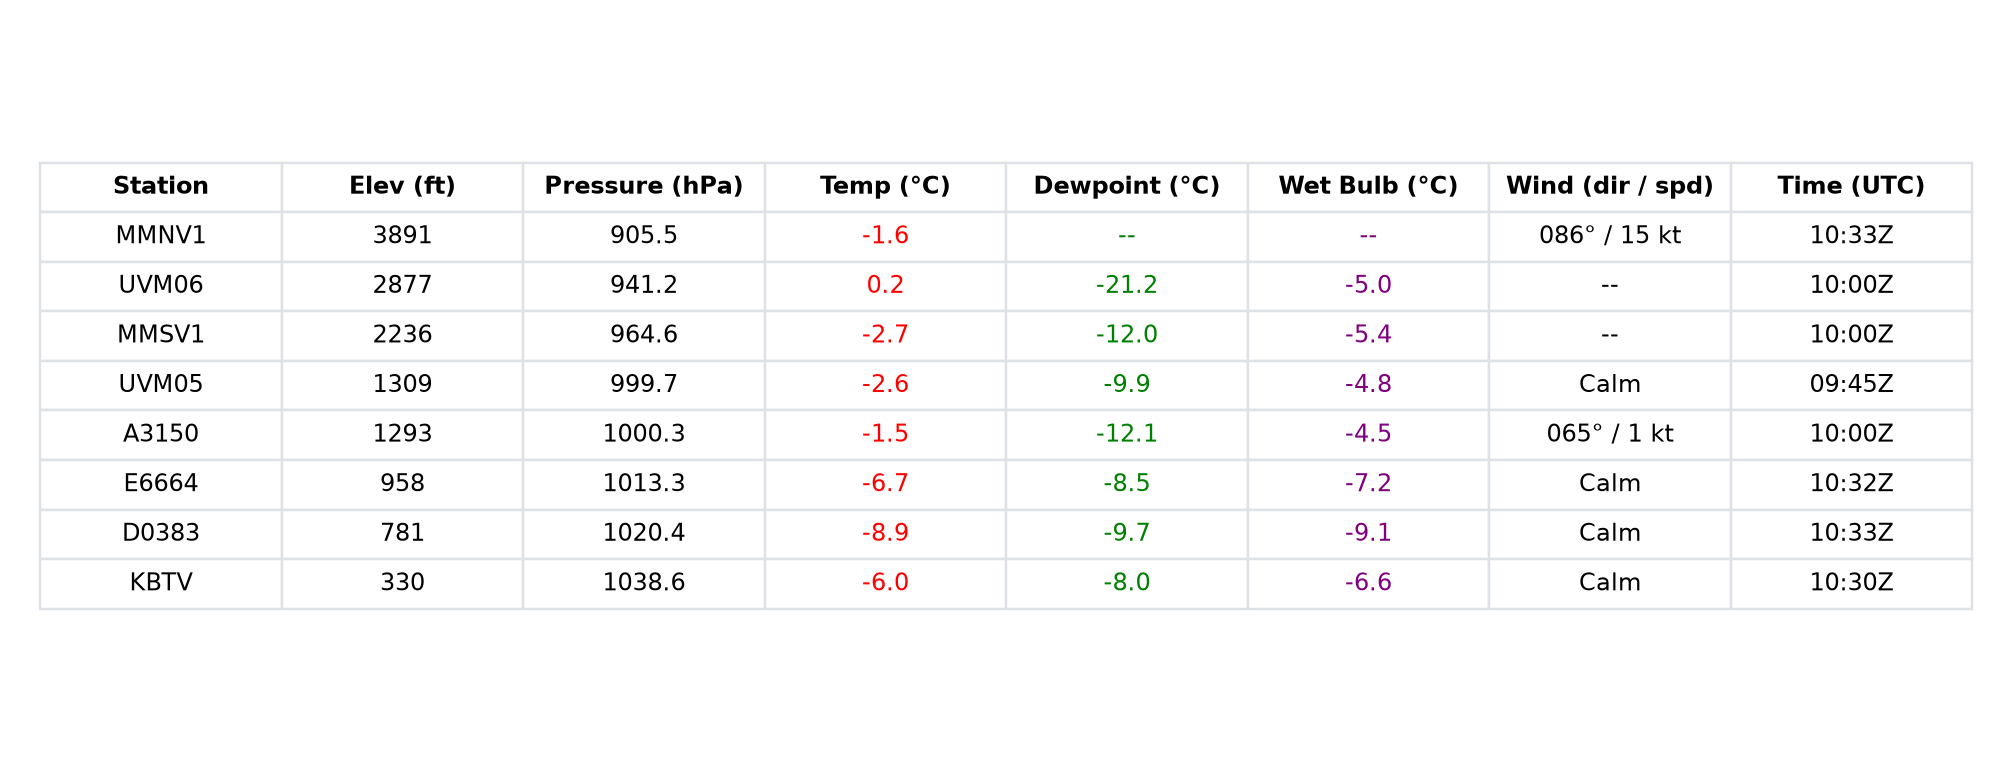 Station Elev (ft) Pressure (hPa) Temp (°C) Dewpoint (°C) Wet Bulb (°C) Wind (dir / spd) Time (UTC)
MMNV1 3891 905.5 -1.6 -- -- 086° / 15 kt 10:33Z
UVM06 2877 941.2 0.2 -21.2 -5.0 -- 10:00Z
MMSV1 2236 964.6 -2.7 -12.0 -5.4 -- 10:00Z
UVM05 1309 999.7 -2.6 -9.9 -4.8 Calm 09:45Z
A3150 1293 1000.3 -1.5 -12.1 -4.5 065° / 1 kt 10:00Z
E6664 958 1013.3 -6.7 -8.5 -7.2 Calm 10:32Z
D0383 781 1020.4 -8.9 -9.7 -9.1 Calm 10:33Z
KBTV 330 1038.6 -6.0 -8.0 -6.6 Calm 10:30Z